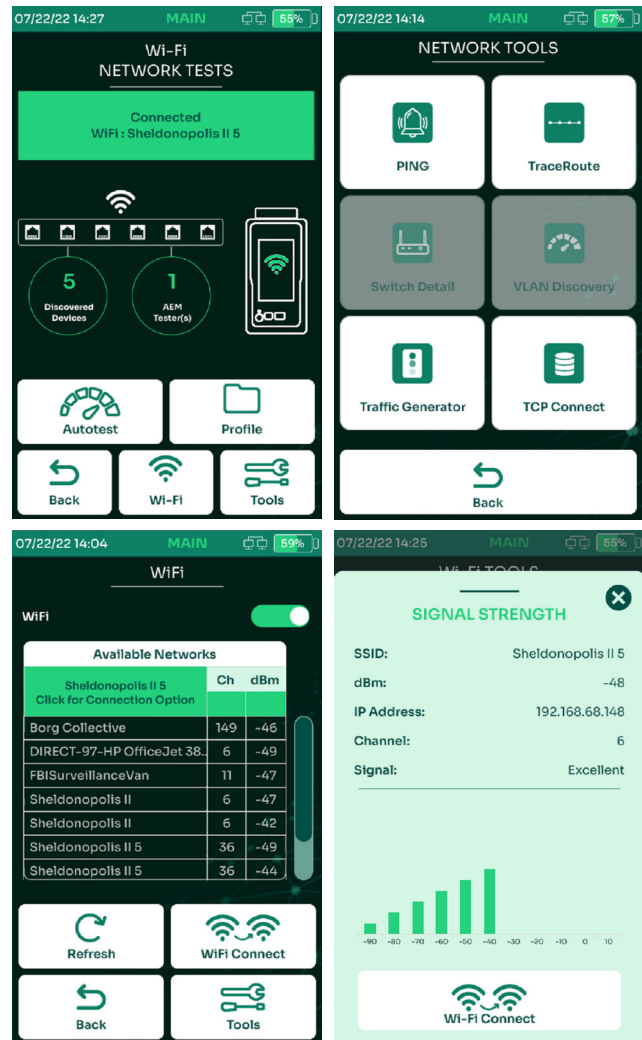 07/22/22 14:27 MAIN 55%
Wi-Fi
NETWORK TESTS
Connected
WiFi : Sheldonopolis II 5
5
Discovered
Devices
1
AEM
Tester(s)
Autotest
Profile
Back
Wi-Fi
Tools
07/22/22 14:14 MAIN 57%
NETWORK TOOLS
PING
TraceRoute
Switch Detail
VLAN Discovery
Traffic Generator
TCP Connect
Back
07/22/22 14:04 MAIN 59%
WiFi
WiFi
Available Networks
Sheldonopolis II 5
Click for Connection Option
Ch dBm
Borg Collective 149 -46
DIRECT-97-HP OfficeJet 38.. 6 -49
FBISurveillanceVan 11 -47
Sheldonopolis II 6 -47
Sheldonopolis II 6 -42
Sheldonopolis II 5 36 -49
Sheldonopolis II 5 36 -44
Refresh
WiFi Connect
Back
Tools
07/22/22 14:25 MAIN 55%
Wi-Fi TOOLS
SIGNAL STRENGTH
SSID: Sheldonopolis II 5
dBm: -48
IP Address: 192.168.68.148
Channel: 6
Signal: Excellent
-90 -80 -70 -60 -50 -40 -30 -20 -10 0 10
Wi-Fi Connect